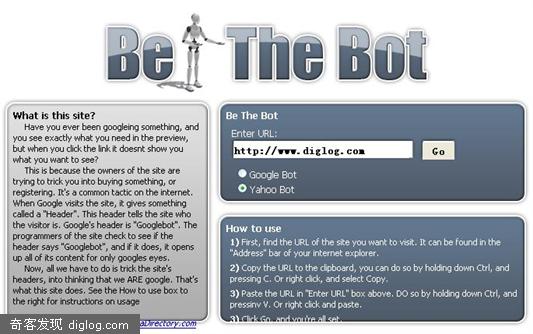 Be The Bot
What is this site?
Have you ever been googleing something, and
you see exactly what you need in the preview,
but when you click the link it doesnt show you
what you want to see?
This is because the owners of the site are
trying to trick you into buying something, or
registering. It's a common tactic on the internet.
When Google visits the site, it gives something
called a "Header". This header tells the site who
the visitor is. Google's header is "Googlebot". The
programmers of the site check to see if the
header says "Googlebot", and if it does, it opens
up all of its content for only googles eyes.
Now, all we have to do is trick the site's
headers, into thinking that we ARE google. That's
what this site does. See the How to use box to
the right for instructions on usage
Directory.com
Be The Bot
Enter URL:
http://www.diglog.com Go
Google Bot
Yahoo Bot
How to use
1) First, find the URL of the site you want to visit. It can be found in the
"Address" bar of your internet explorer.
2) Copy the URL to the clipboard, you can do so by holding down Ctrl, and
pressing C. Or right click, and select Copy.
3) Paste the URL in "Enter URL" box above. DO so by holding down Ctrl, and
pressinv V. Or right click and paste.
3) Click Go, and you're all set.
奇客发现 diglog.com